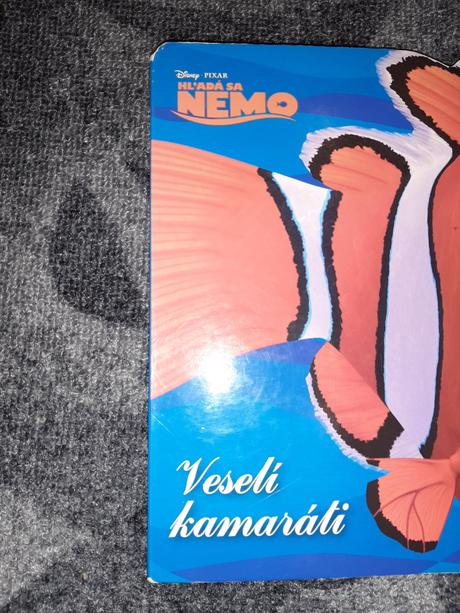 Disney · PIXAR
HĽADÁ SA
NEMO
Veselí
kamaráti